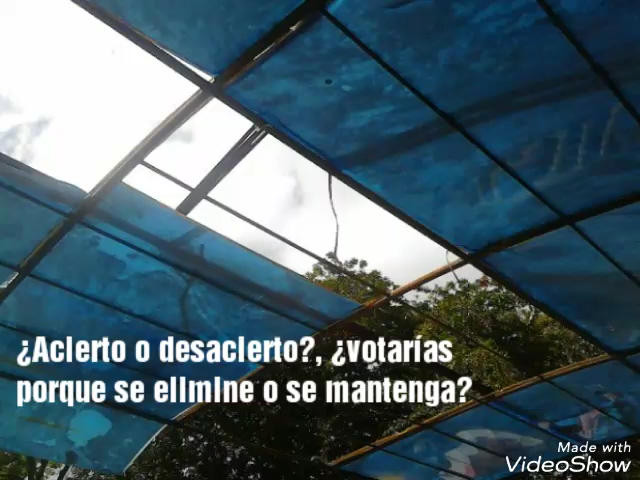 ¿Acierto o desacierto?, ¿votarías
porque se elimine o se mantenga?
Made with
VideoShow